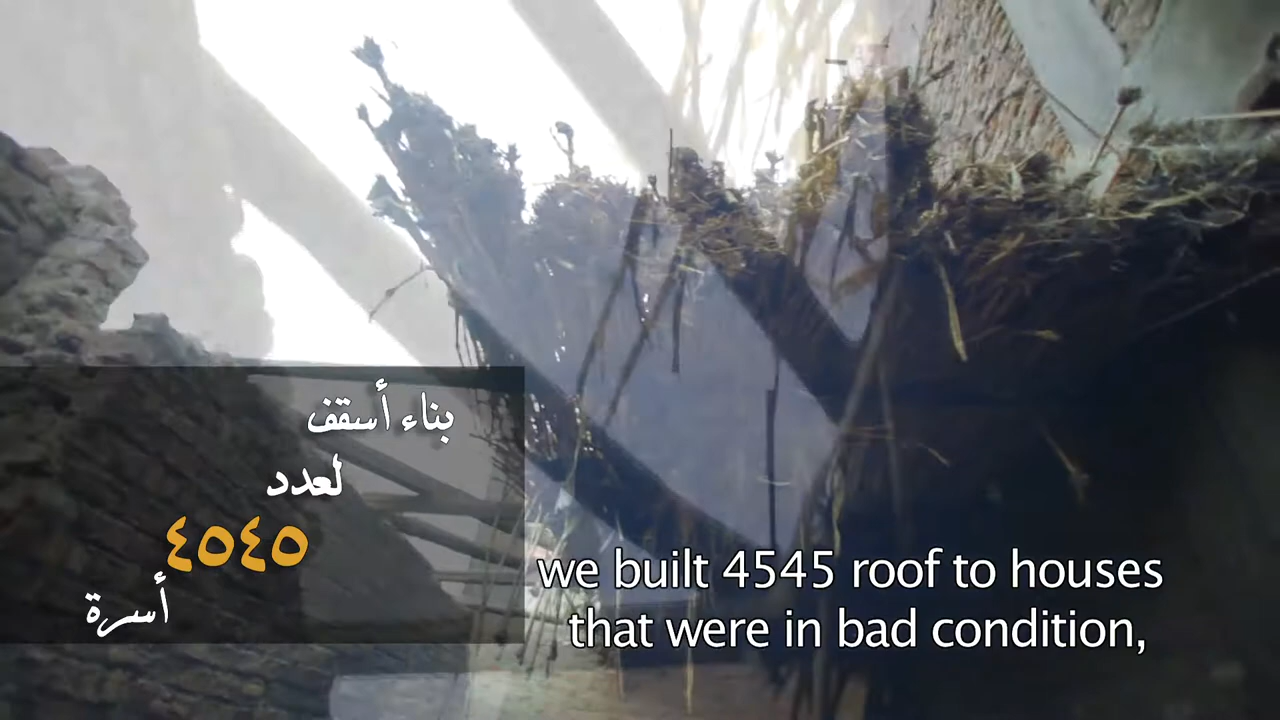 بناء أسقف
لعدد
٤٥٤٥
أسرة
we built 4545 roof to houses
that were in bad condition,